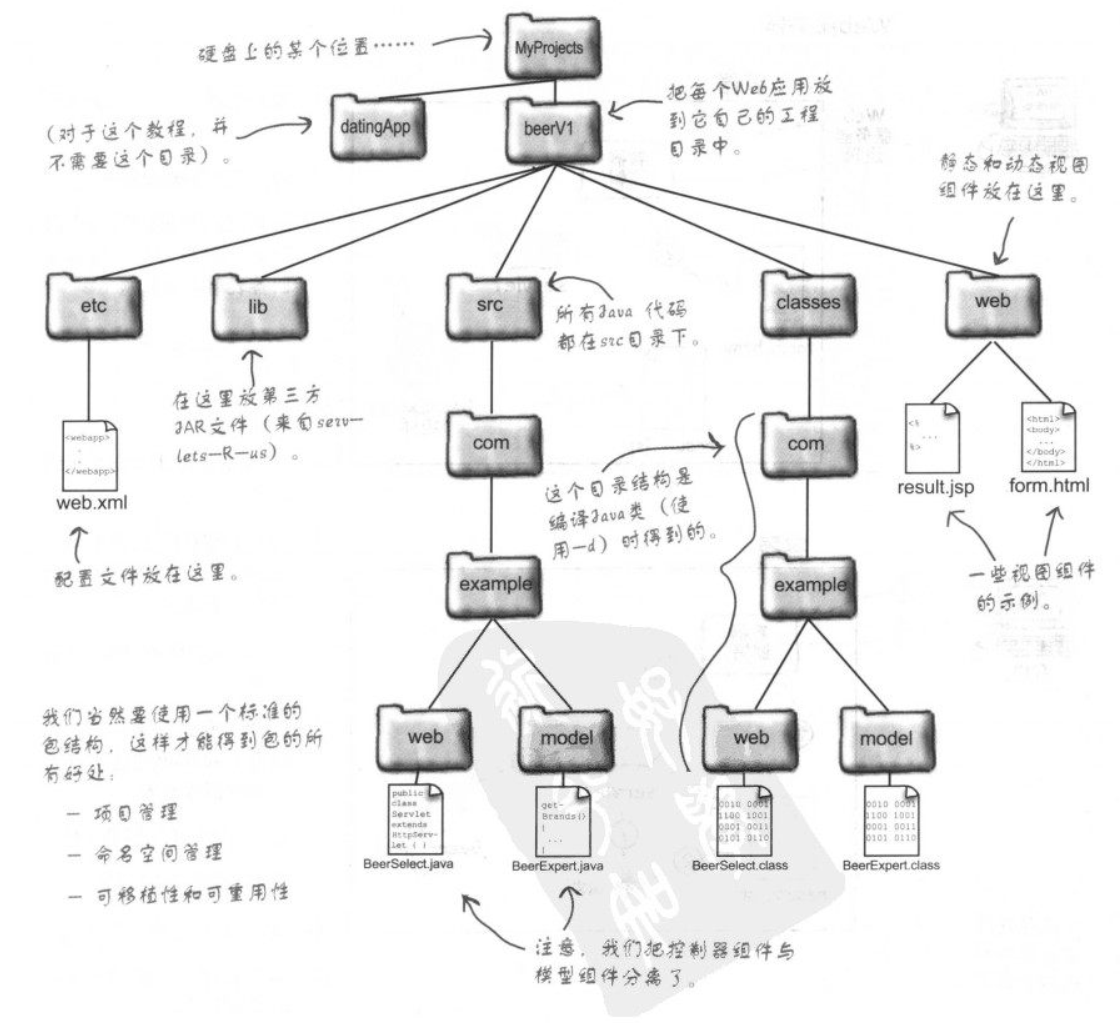 硬盘上的某个位置……
MyProjects
(对于这个教程，并
不需要这个目录)。
datingApp
beerV1
把每个Web应用放
到它自己的工程
目录中。
静态和动态视图
组件放在这里。
etc
lib
src
classes
web
所有Java 代码
都在src目录下。
在这里放第三方
JAR文件（来自serv—
lets—R—us）。
<webapp>
.
.
</webapp>
web.xml
配置文件放在这里。
com
com
这个目录结构是
编译Java类（使
用—d）时得到的。
<%
...
%>
result.jsp
<html>
<body>
...
</body>
</html>
form.html
一些视图组件
的示例。
example
example
我们当然要使用一个标准的
包结构，这样才能得到包的所
有好处：
— 项目管理
— 命名空间管理
— 可移植性和可重用性
web
model
web
model
public
class
Servlet
extends
HttpServ-
let { }
BeerSelect.java
get-
Brands()
{
...
}
BeerExpert.java
0010 0001
1100 1001
0001 0011
0101 0110
BeerSelect.class
0010 0001
1100 1001
0001 0011
0101 0110
BeerExpert.class
注意，我们把控制器组件与
模型组件分离了。